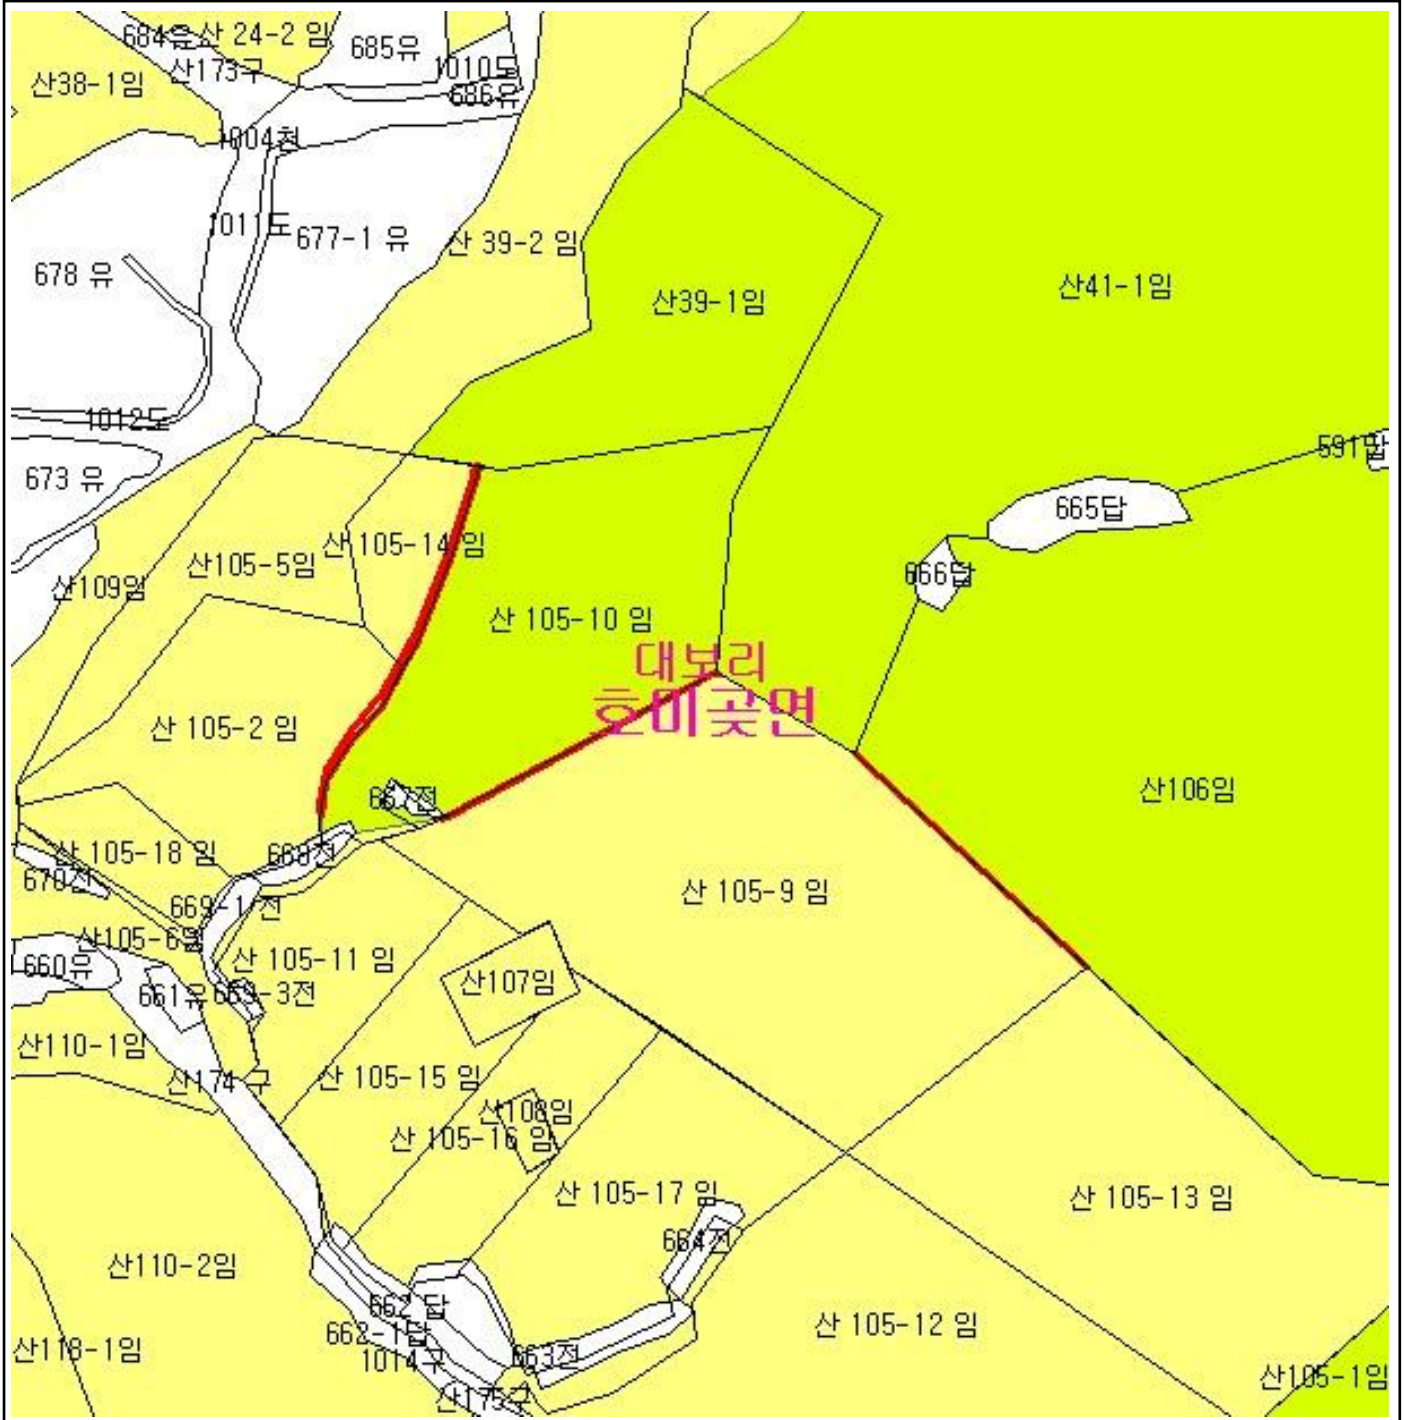 684유
산 24-2 임
685유
산173구
1010도
산38-1임
686유
1004천
1011도
677-1 유
산 39-2 임
678 유
산41-1임
산39-1임
1012도
673 유
665답
산 105-14 임
산105-5임
666답
산109임
산 105-10 임
대보리
호미곶면
산 105-2 임
산106임
667전
산 105-18 임
670전
산 105-9 임
669-1 전
산105-6임
산 105-11 임
660유
산107임
661유
669-3전
산110-1임
산174 구
산 105-15 임
산108임
산 105-16 임
산 105-17 임
산 105-13 임
664전
산110-2임
662 답
662-1답
산 105-12 임
산118-1임
1014구
663전
산105-1임
산175구